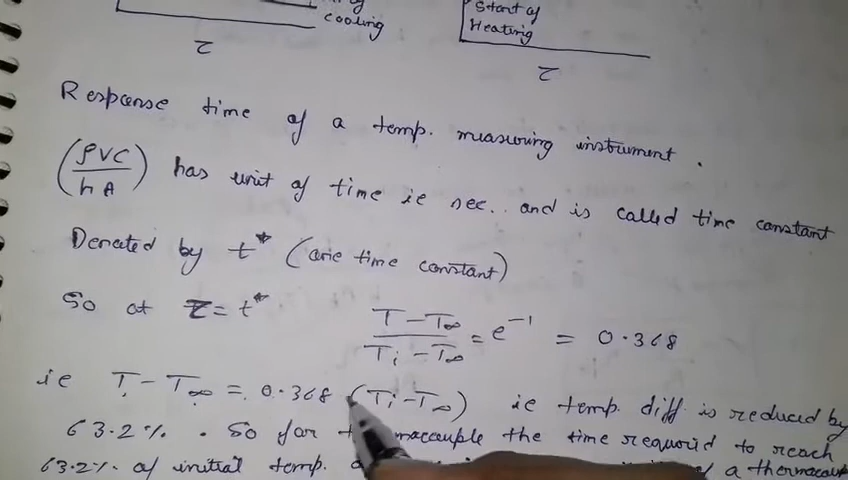 cooling
Start of
Heating
τ
τ
Response time of a temp. measuring instrument.
(ρVC / hA) has unit of time ie sec.. and is called time constant
Denoted by t* (one time constant)
So at τ = t*
T - T∞ / Ti - T∞ = e^-1 = 0.368
ie T - T∞ = 0.368 (Ti - T∞) ie temp. diff. is reduced by
63.2%. So for the time required to reach
63.2% of initial temp. of a